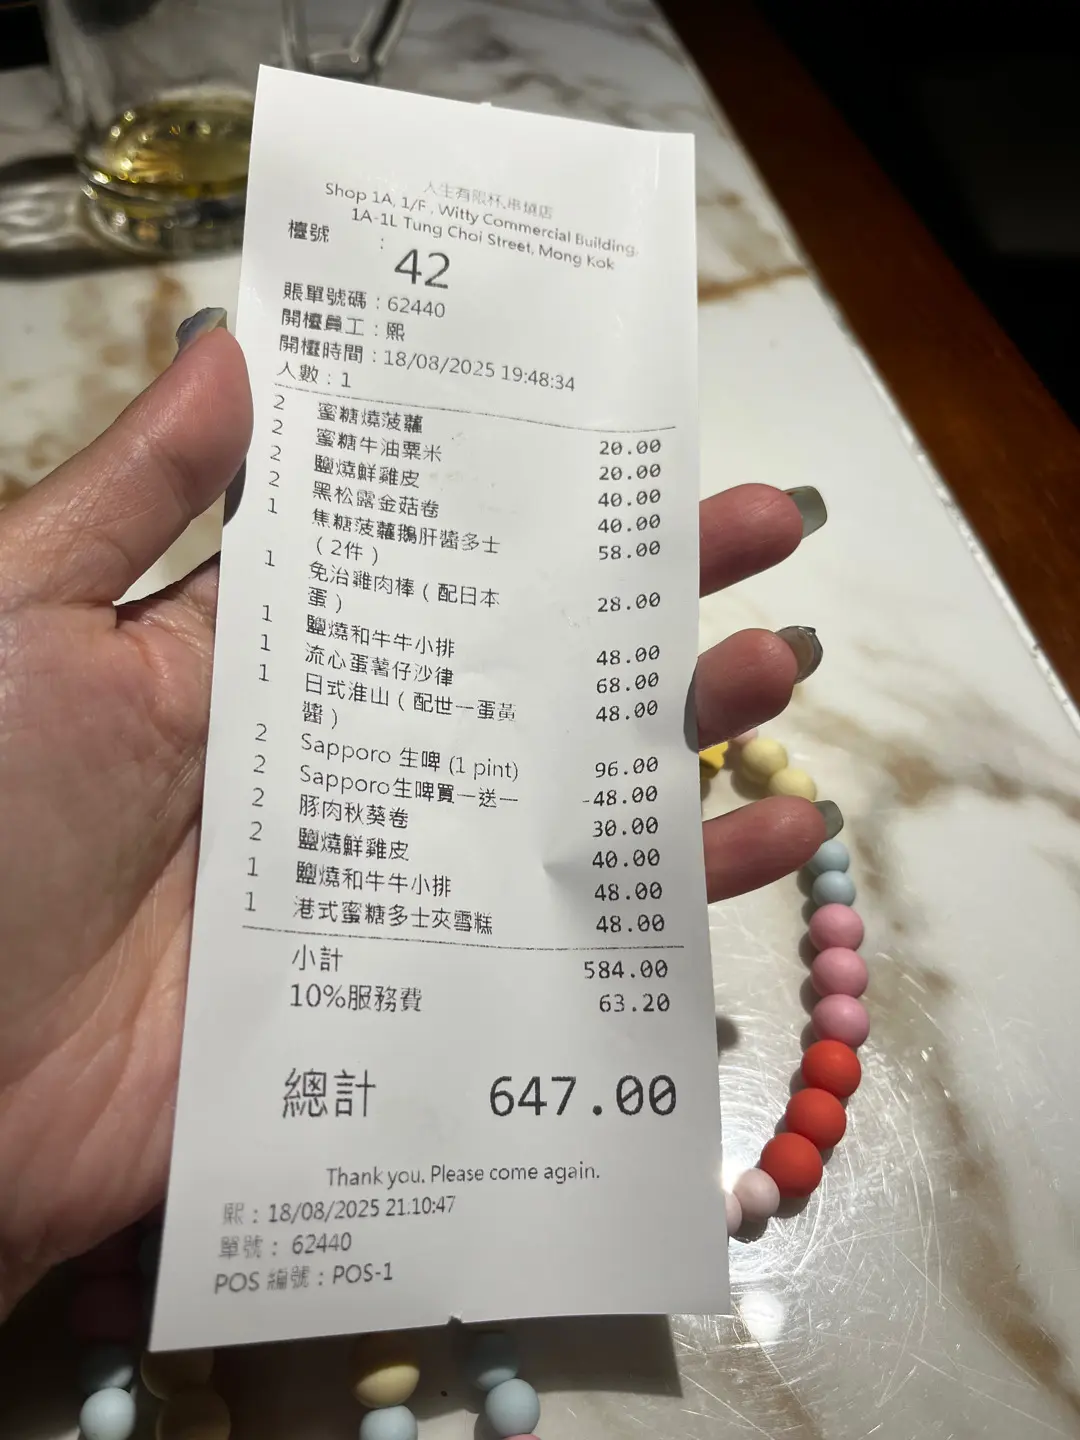 人生有限杯.串燒店
Shop 1A, 1/F , Witty Commercial Building,
1A-1L Tung Choi Street, Mong Kok
檯號 :
42
賬單號碼 : 62440
開檯員工 : 熙
開檯時間 : 18/08/2025 19:48:34
人數 : 1
2 蜜糖燒菠蘿 20.00
2 蜜糖牛油粟米 20.00
2 鹽燒鮮雞皮 40.00
2 黑松露金菇卷 40.00
1 焦糖菠蘿鵝肝醬多士 58.00
(2件)
1 免治雞肉棒 (配日本 28.00
蛋)
1 鹽燒和牛牛小排 48.00
1 流心蛋薯仔沙律 68.00
1 日式淮山 (配世一蛋黃 48.00
醬)
2 Sapporo 生啤 (1 pint) 96.00
2 Sapporo生啤買一送一 -48.00
2 豚肉秋葵卷 30.00
2 鹽燒鮮雞皮 40.00
1 鹽燒和牛牛小排 48.00
1 港式蜜糖多士夾雪糕 48.00
小計 584.00
10%服務費 63.20
總計 647.00
Thank you. Please come again.
熙 : 18/08/2025 21:10:47
單號 : 62440
POS 編號 : POS-1